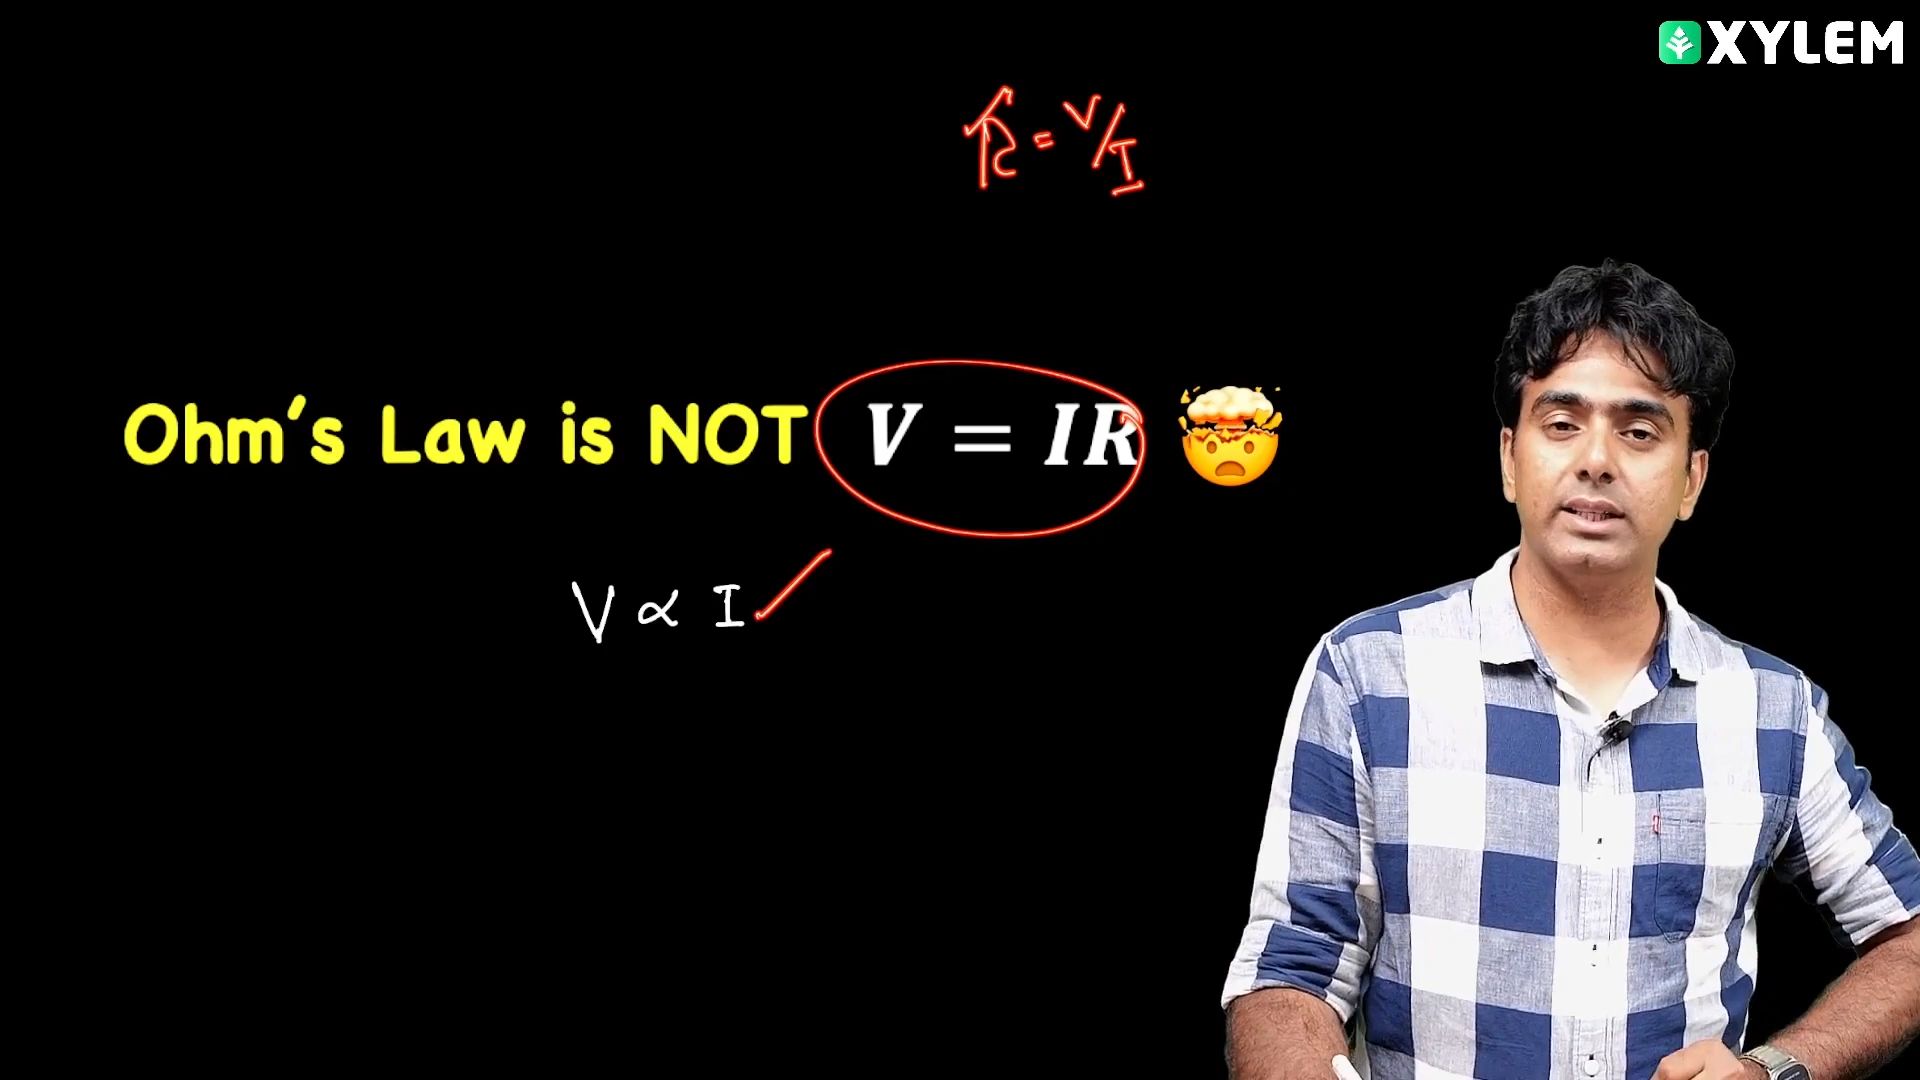 XYLEM
R = V/I
Ohm's Law is NOT V = IR
V ∝ I